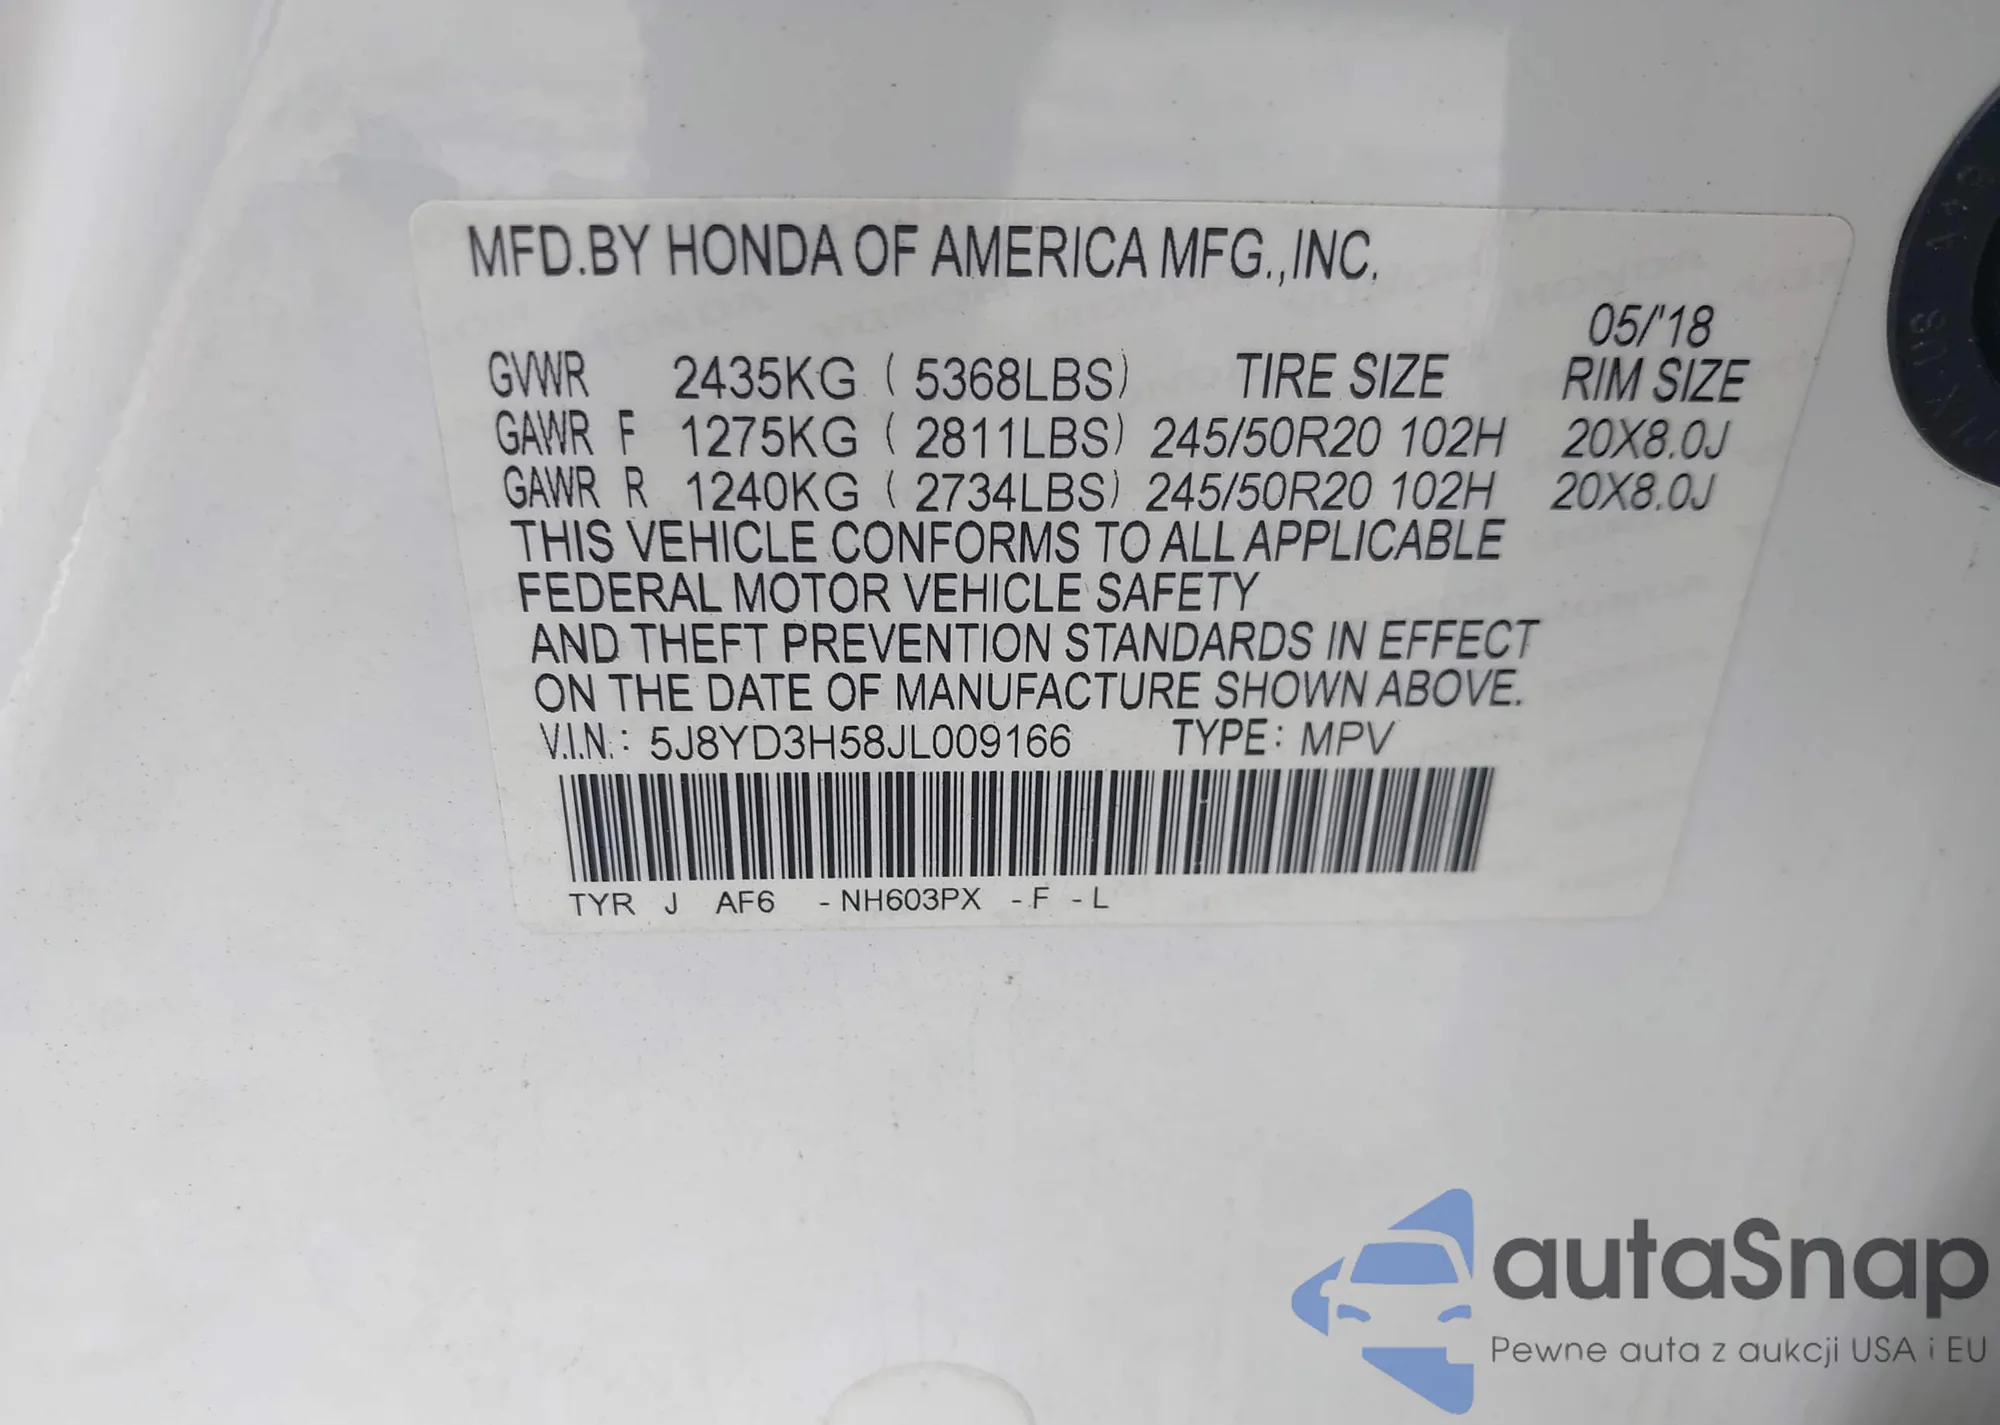 MFD.BY HONDA OF AMERICA MFG.,INC.
05/'18
GVWR 2435KG ( 5368LBS) TIRE SIZE RIM SIZE
GAWR F 1275KG ( 2811LBS) 245/50R20 102H 20X8.0J
GAWR R 1240KG ( 2734LBS) 245/50R20 102H 20X8.0J
THIS VEHICLE CONFORMS TO ALL APPLICABLE
FEDERAL MOTOR VEHICLE SAFETY
AND THEFT PREVENTION STANDARDS IN EFFECT
ON THE DATE OF MANUFACTURE SHOWN ABOVE.
V.I.N.: 5J8YD3H58JL009166 TYPE: MPV
TYR J AF6 -NH603PX -F -L
autaSnap
Pewne auta z aukcji USA i EU